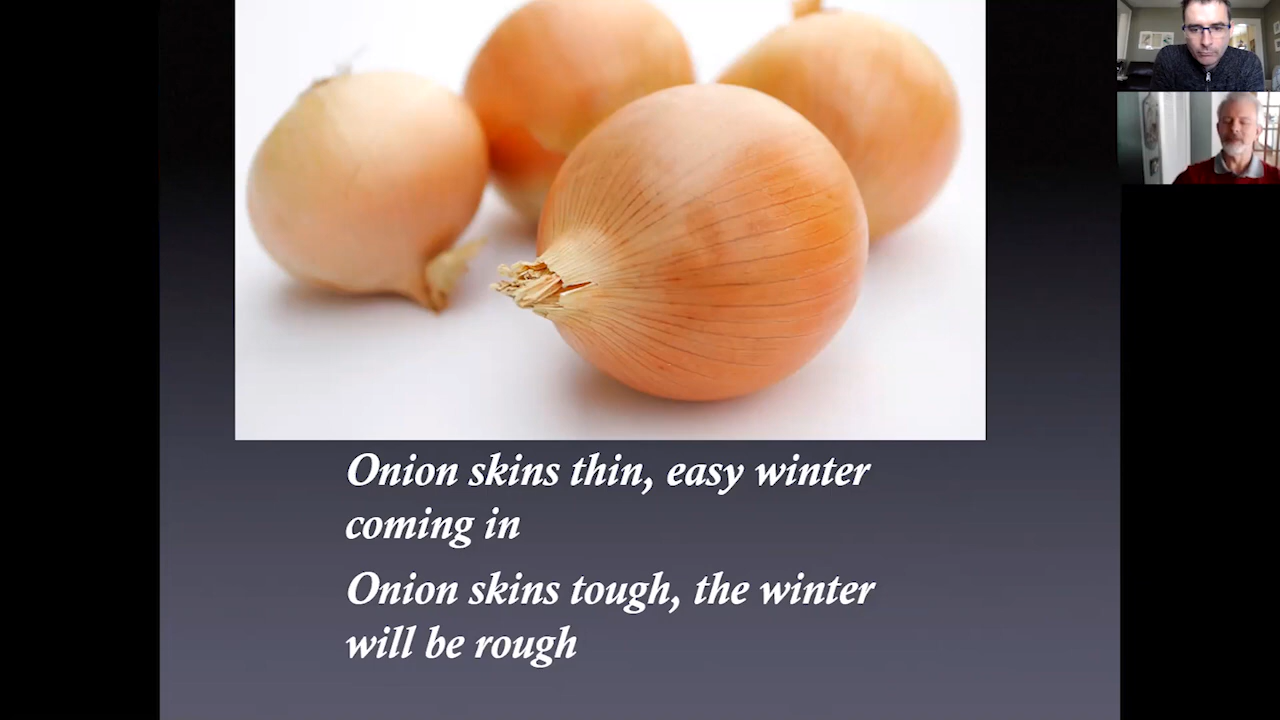 Onion skins thin, easy winter
coming in
Onion skins tough, the winter
will be rough